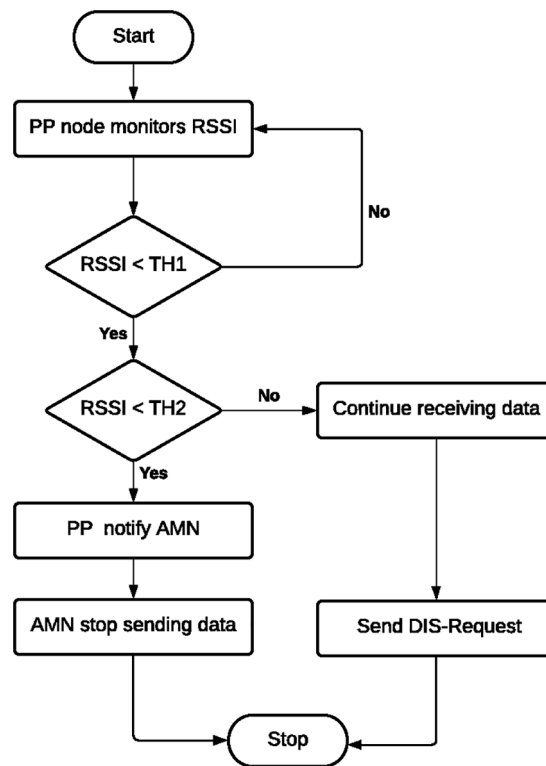 Start
PP node monitors RSSI
No
RSSI < TH1
Yes
RSSI < TH2
No
Continue receiving data
Yes
PP notify AMN
AMN stop sending data
Send DIS-Request
Stop